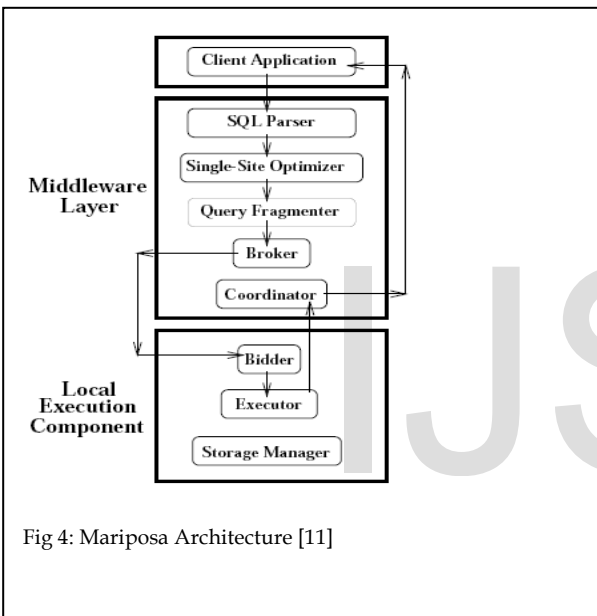 Client Application
SQL Parser
Single-Site Optimizer
Middleware
Layer
Query Fragmenter
Broker
Coordinator
Bidder
Local
Execution
Component
Executor
Storage Manager
IJS
Fig 4: Mariposa Architecture [11]